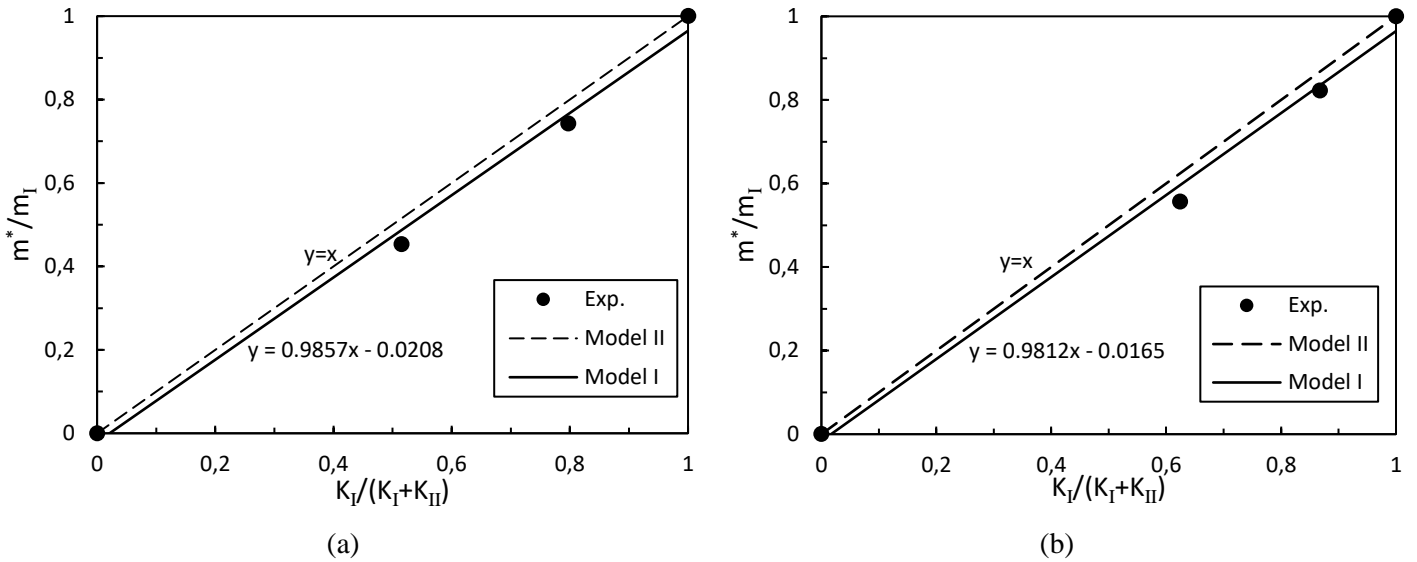 1
0,8
0,6
0,4
0,2
0
m*/mI
y=x
y = 0.9857x - 0.0208
Exp.
Model II
Model I
0 0,2 0,4 0,6 0,8 1
KI/(KI+KII)
(a)
1
0,8
0,6
0,4
0,2
0
m*/mI
y=x
y = 0.9812x - 0.0165
Exp.
Model II
Model I
0 0,2 0,4 0,6 0,8 1
KI/(KI+KII)
(b)